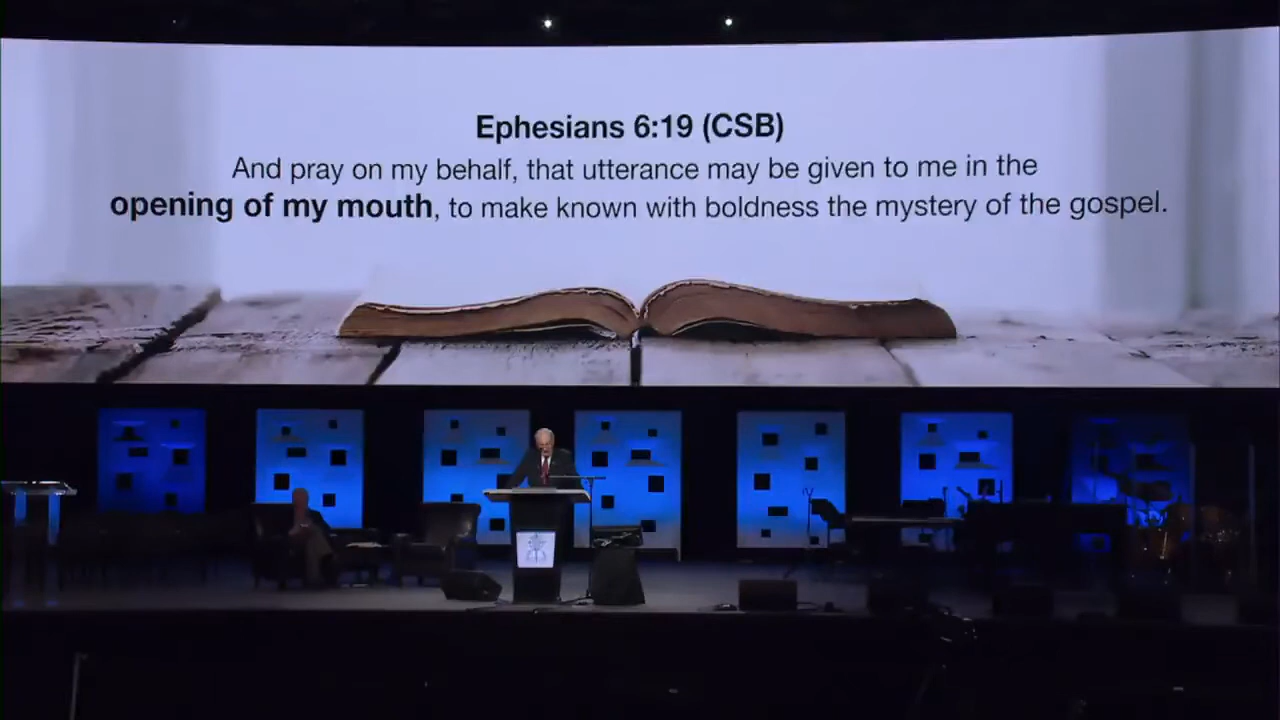 Ephesians 6:19 (CSB)
And pray on my behalf, that utterance may be given to me in the
opening of my mouth, to make known with boldness the mystery of the gospel.